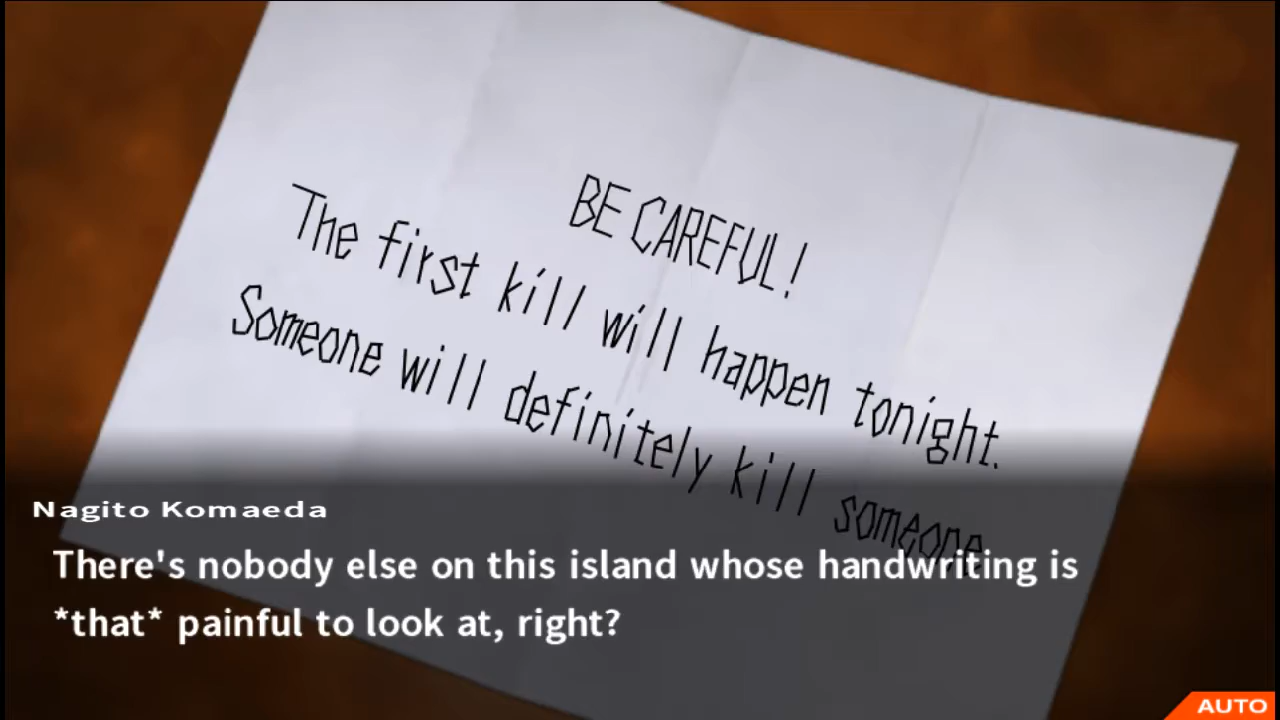 BE CAREFUL!
The first kill will happen tonight.
Someone will definitely kill someone
Nagito Komaeda
There's nobody else on this island whose handwriting is
*that* painful to look at, right?
AUTO